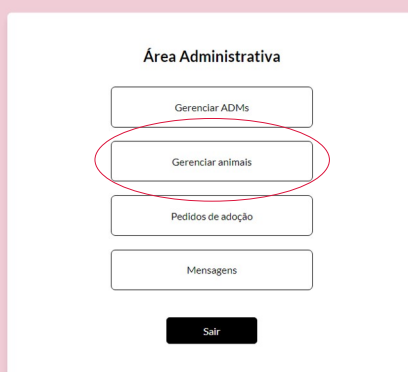 Área Administrativa
Gerenciar ADMs
Gerenciar animais
Pedidos de adoção
Mensagens
Sair